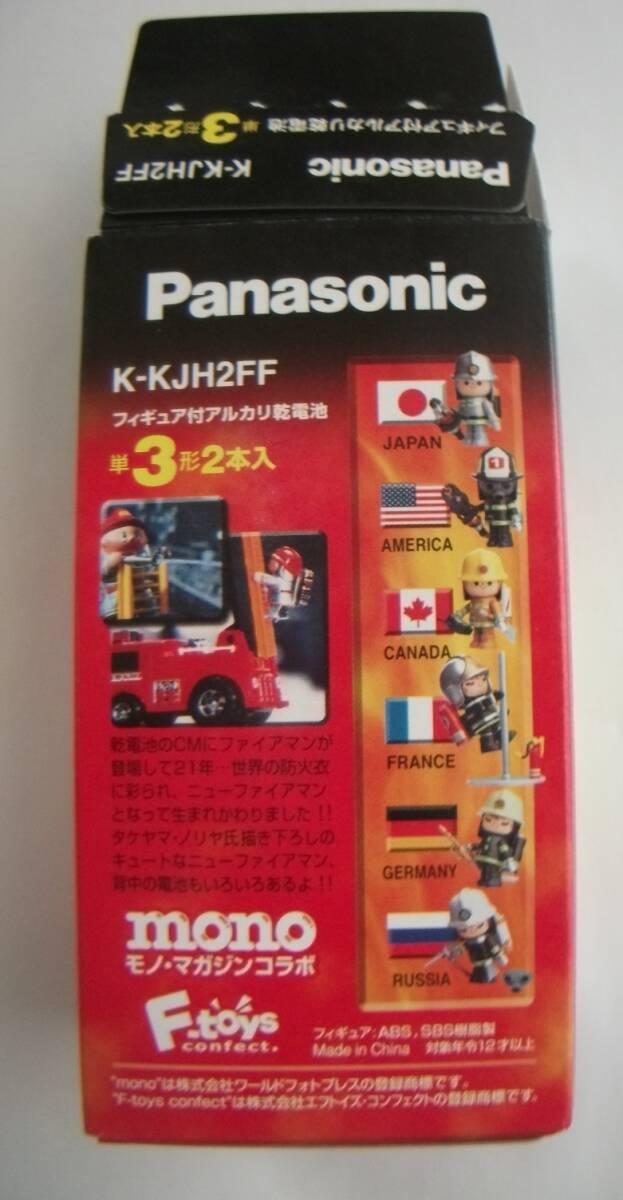 フィギュア付アルカリ乾電池 単3形2本入
K-KJH2FF Panasonic
Panasonic
K-KJH2FF
フィギュア付アルカリ乾電池
単3形2本入
JAPAN
AMERICA
1
CANADA
FRANCE
GERMANY
RUSSIA
乾電池のCMにファイアマンが
登場して21年…世界の防火衣
に彩られ、ニューファイアマン
となって生まれかわりました!!
タケヤマ・ノリヤ氏描き下ろしの
キュートなニューファイアマン、
背中の電池もいろいろあるよ!!
mono
モノ・マガジンコラボ
F-toys
confect.
フィギュア:ABS,SBS樹脂製
Made in China 対象年令12才以上
"mono"は株式会社ワールドフォトプレスの登録商標です。
"F-toys confect"は株式会社エフトイズ・コンフェクトの登録商標です。